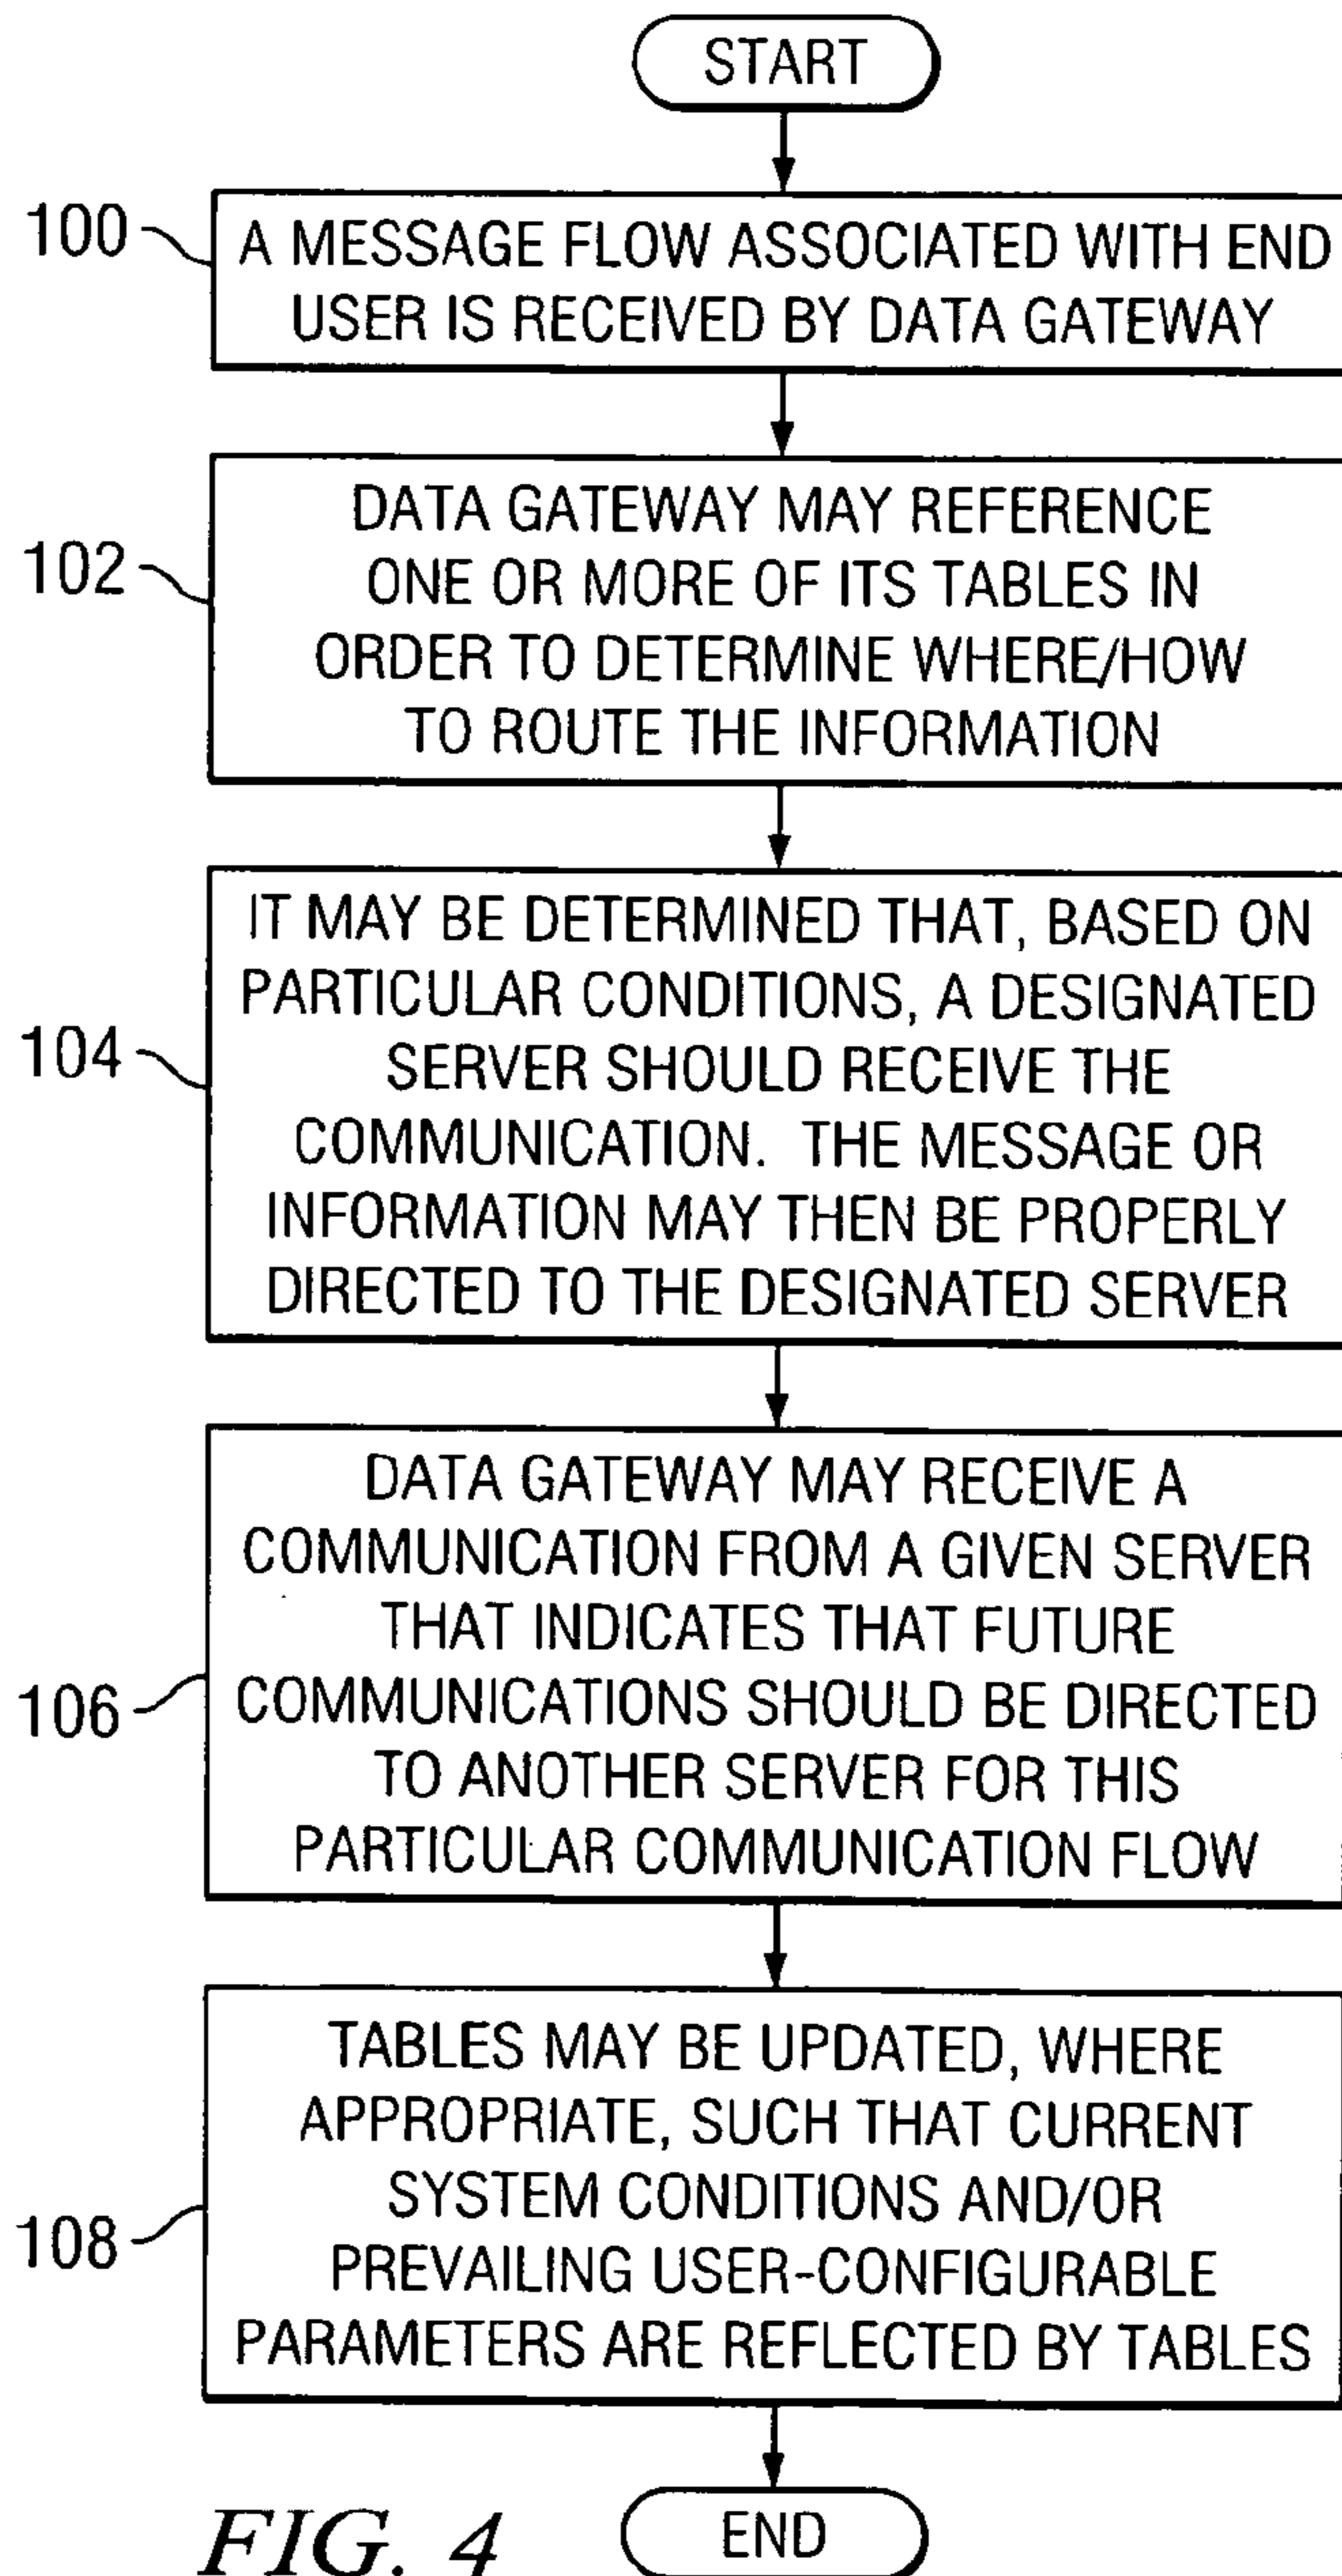 START
100
A MESSAGE FLOW ASSOCIATED WITH END
USER IS RECEIVED BY DATA GATEWAY
102
DATA GATEWAY MAY REFERENCE
ONE OR MORE OF ITS TABLES IN
ORDER TO DETERMINE WHERE/HOW
TO ROUTE THE INFORMATION
104
IT MAY BE DETERMINED THAT, BASED ON
PARTICULAR CONDITIONS, A DESIGNATED
SERVER SHOULD RECEIVE THE
COMMUNICATION. THE MESSAGE OR
INFORMATION MAY THEN BE PROPERLY
DIRECTED TO THE DESIGNATED SERVER
106
DATA GATEWAY MAY RECEIVE A
COMMUNICATION FROM A GIVEN SERVER
THAT INDICATES THAT FUTURE
COMMUNICATIONS SHOULD BE DIRECTED
TO ANOTHER SERVER FOR THIS
PARTICULAR COMMUNICATION FLOW
108
TABLES MAY BE UPDATED, WHERE
APPROPRIATE, SUCH THAT CURRENT
SYSTEM CONDITIONS AND/OR
PREVAILING USER-CONFIGURABLE
PARAMETERS ARE REFLECTED BY TABLES
END
FIG. 4